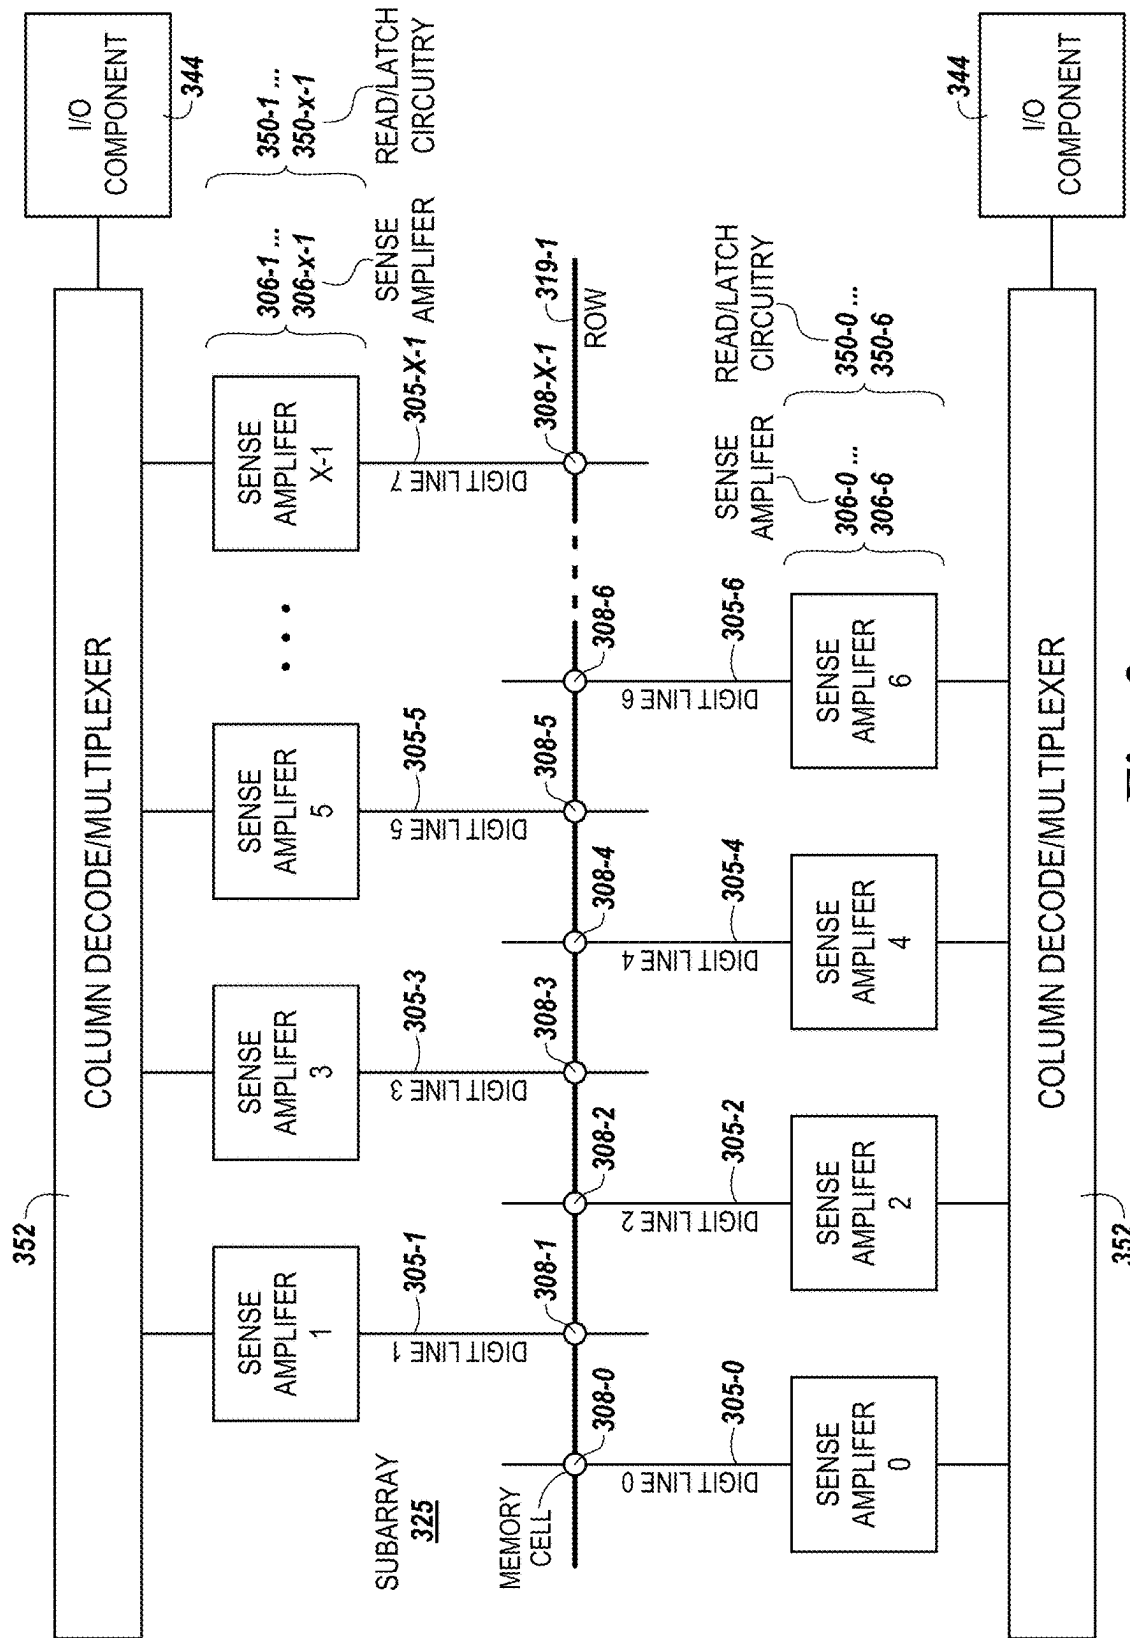 352
COLUMN DECODE/MULTIPLEXER
I/O
COMPONENT
344
SENSE
AMPLIFER
1
SENSE
AMPLIFER
3
SENSE
AMPLIFER
5
SENSE
AMPLIFER
X-1
306-1 ...
306-x-1
350-1 ...
350-x-1
SENSE
AMPLIFER
READ/LATCH
CIRCUITRY
SUBARRAY
325
DIGIT LINE 1
305-1
DIGIT LINE 3
305-3
DIGIT LINE 5
305-5
DIGIT LINE 7
305-X-1
MEMORY
CELL
308-0
308-1
308-2
308-3
308-4
308-5
308-6
308-X-1
319-1
ROW
DIGIT LINE 0
305-0
DIGIT LINE 2
305-2
DIGIT LINE 4
305-4
DIGIT LINE 6
305-6
SENSE
AMPLIFER
READ/LATCH
CIRCUITRY
SENSE
AMPLIFER
0
SENSE
AMPLIFER
2
SENSE
AMPLIFER
4
SENSE
AMPLIFER
6
306-0 ...
306-6
350-0 ...
350-6
COLUMN DECODE/MULTIPLEXER
I/O
COMPONENT
344
352